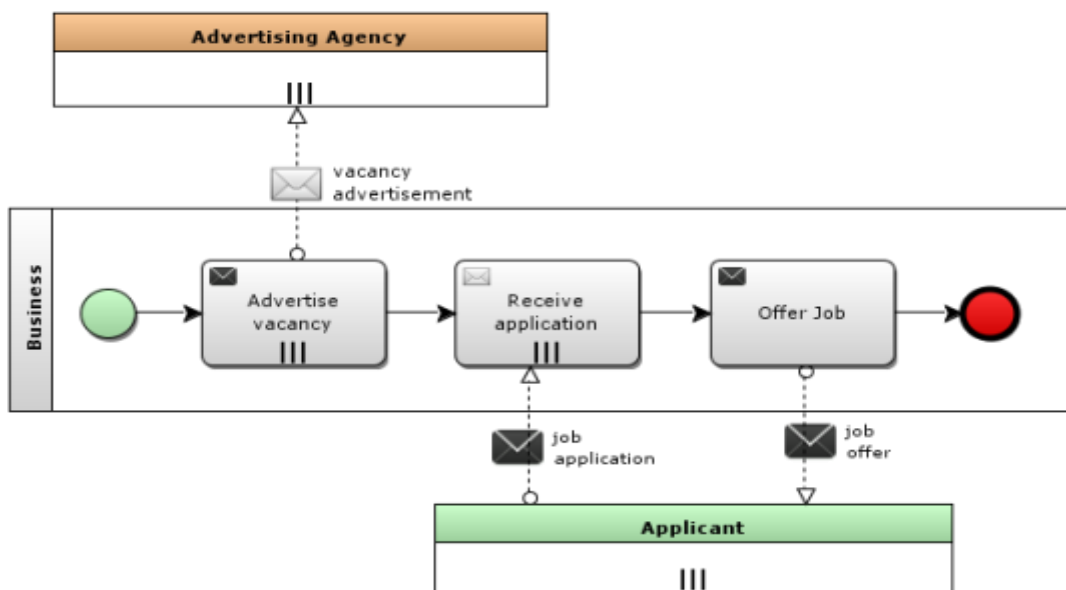 Advertising Agency
vacancy
advertisement
Business
Advertise
vacancy
Receive
application
Offer Job
job
application
job
offer
Applicant